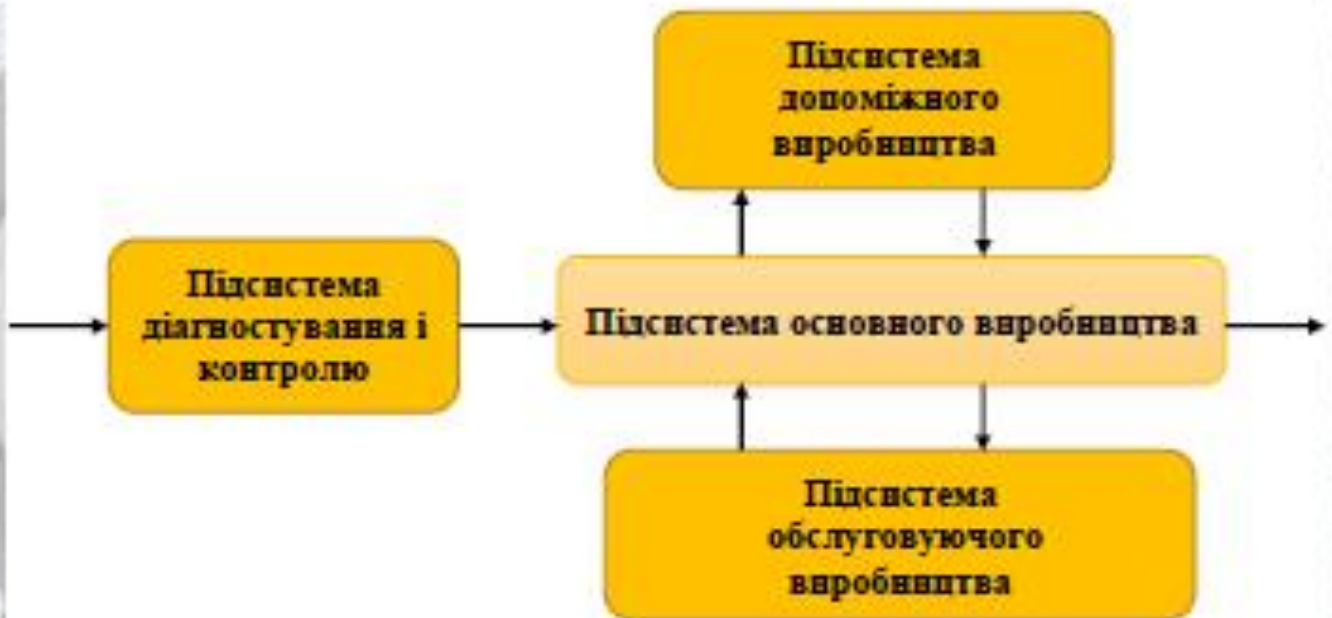 Підсистема
допоміжного
виробництва
Підсистема
діагностування і
контролю
Підсистема основного виробництва
Підсистема
обслуговуючого
виробництва